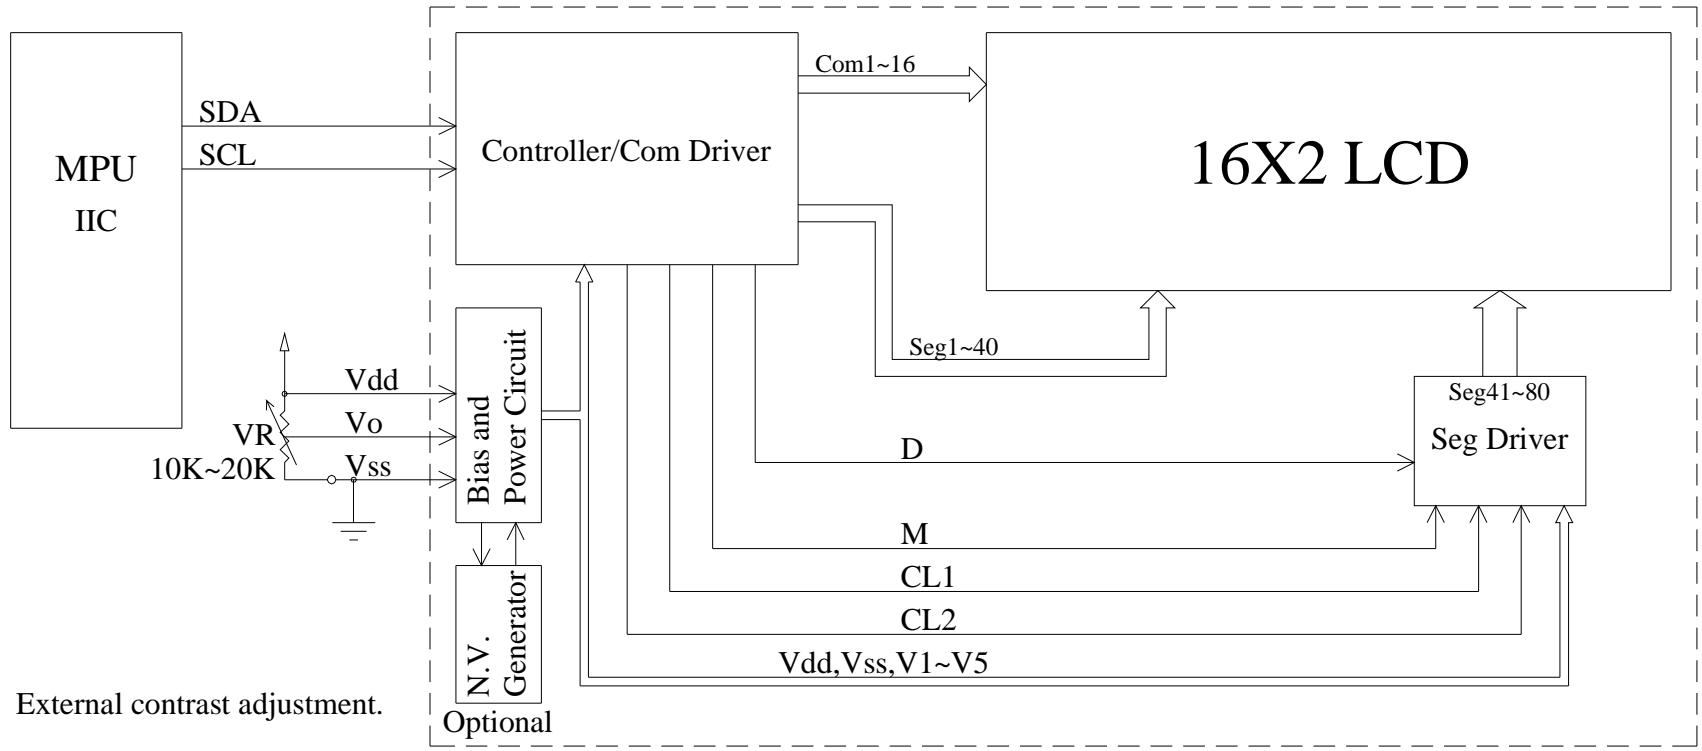 Com1~16
SDA
SCL
MPU
IIC
Controller/Com Driver
16X2 LCD
Seg1~40
Vdd
Vo
VR
10K~20K
Vss
Bias and
Power Circuit
Seg41~80
Seg Driver
D
M
CL1
CL2
Vdd,Vss,V1~V5
N.V.
Generator
Optional
External contrast adjustment.